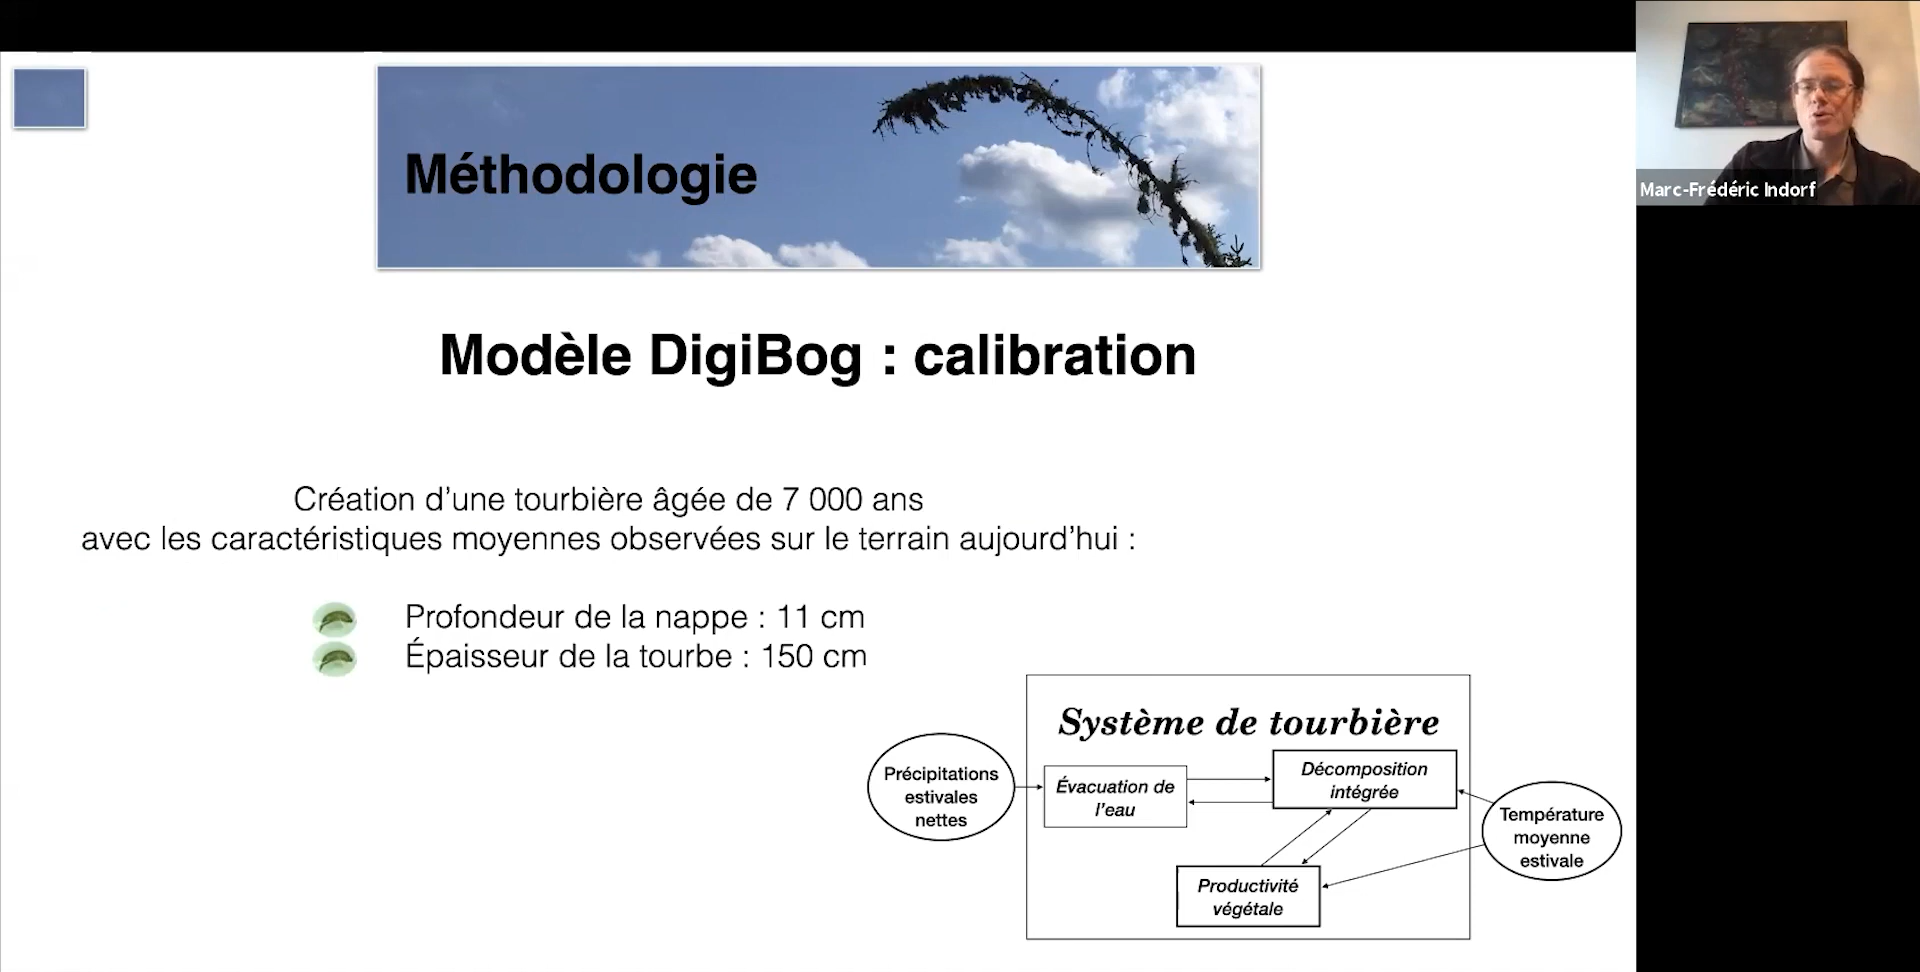 Méthodologie
Marc-Frédéric Indorf
Modèle DigiBog : calibration
Création d'une tourbière âgée de 7 000 ans
avec les caractéristiques moyennes observées sur le terrain aujourd'hui :
Profondeur de la nappe : 11 cm
Épaisseur de la tourbe : 150 cm
Système de tourbière
Précipitations
estivales
nettes
Évacuation de
l'eau
Décomposition
intégrée
Température
moyenne
estivale
Productivité
végétale